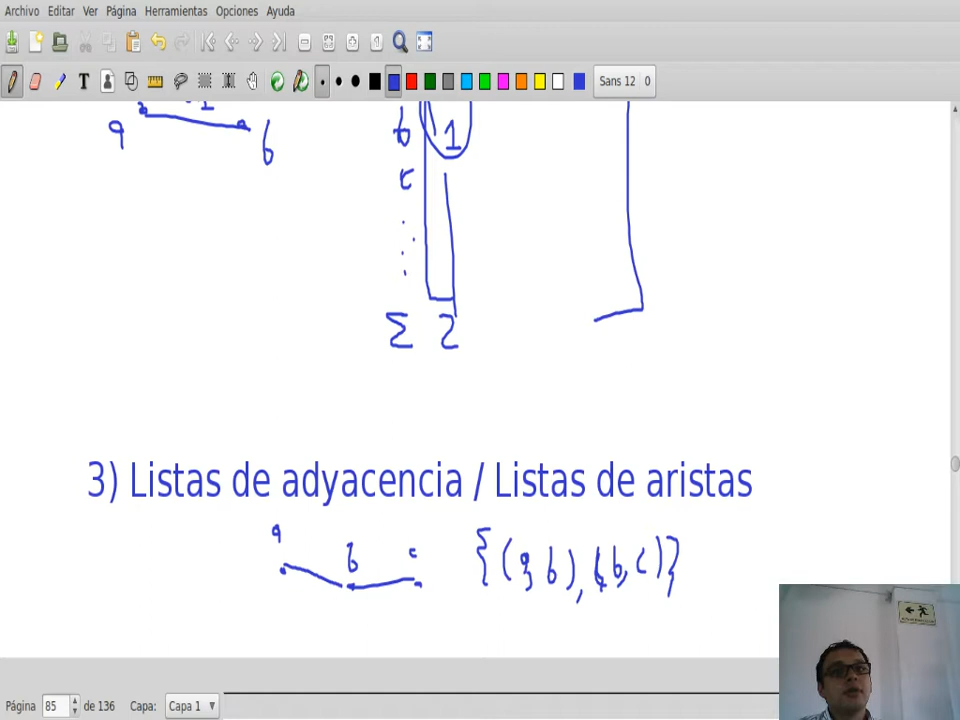 Archivo Editar Ver Página Herramientas Opciones Ayuda
Sans 12 0
a b
b 1
c
Σ 2
3) Listas de adyacencia / Listas de aristas
a b c {(a, b), (b, c)}
Página 85 de 136 Capa: Capa 1